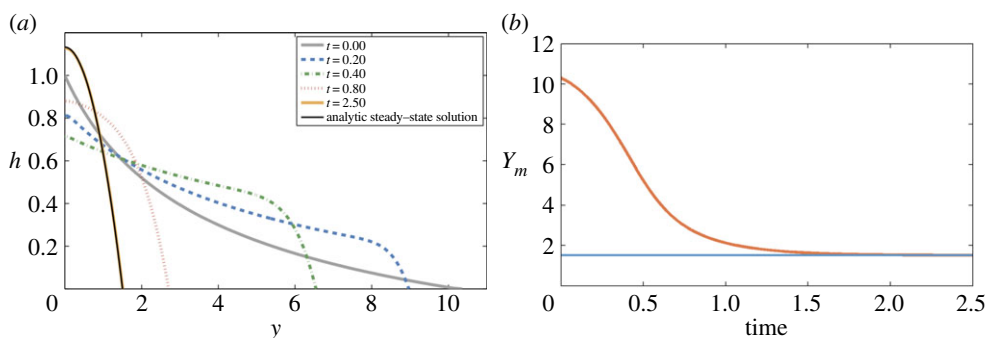 (a)
t = 0.00
t = 0.20
t = 0.40
t = 0.80
t = 2.50
analytic steady–state solution
1.0
0.8
h 0.6
0.4
0.2
0 2 4 6 8 10
y
(b)
12
10
8
Ym 6
4
2
0 0.5 1.0 1.5 2.0 2.5
time